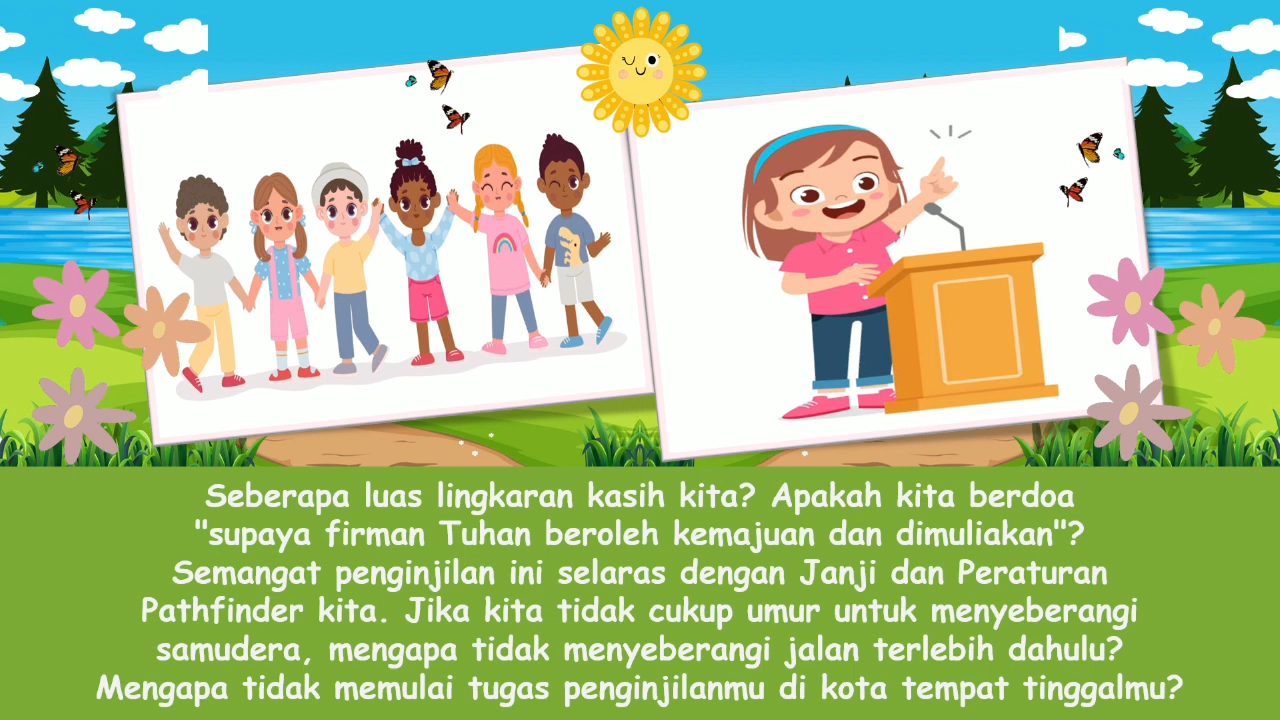 Seberapa luas lingkaran kasih kita? Apakah kita berdoa
"supaya firman Tuhan beroleh kemajuan dan dimuliakan"?
Semangat penginjilan ini selaras dengan Janji dan Peraturan
Pathfinder kita. Jika kita tidak cukup umur untuk menyeberangi
samudera, mengapa tidak menyeberangi jalan terlebih dahulu?
Mengapa tidak memulai tugas penginjilanmu di kota tempat tinggalmu?